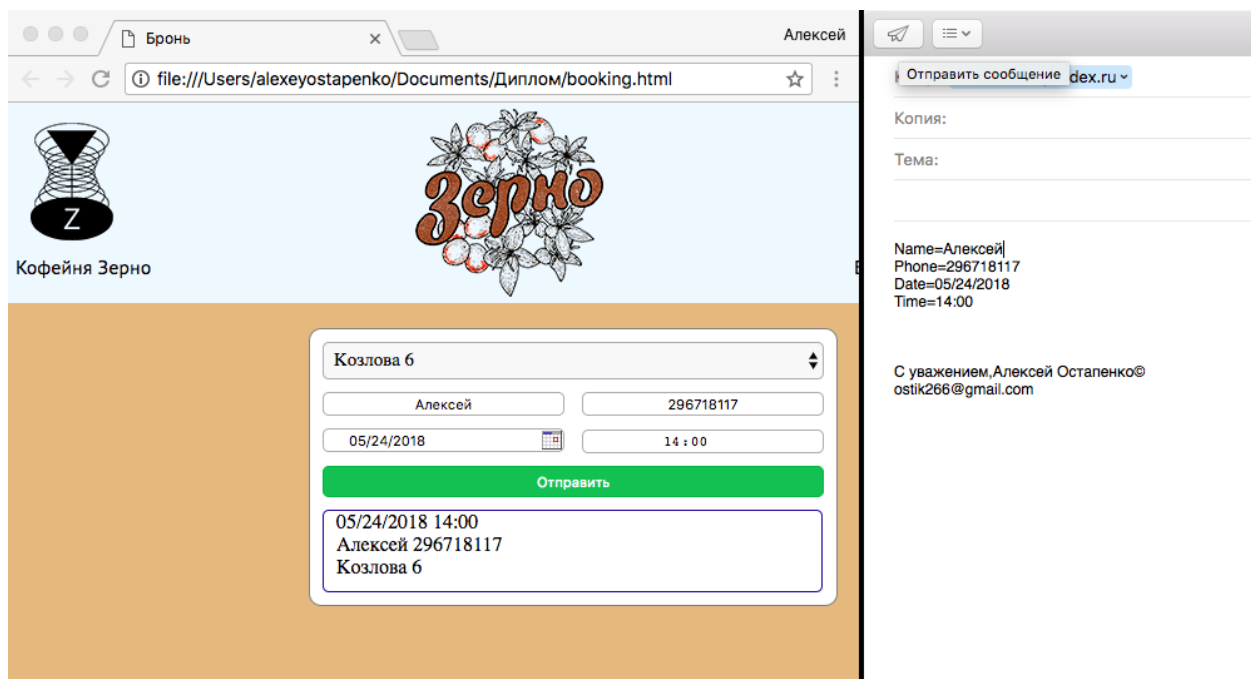 Бронь
Алексей
file:///Users/alexeyostapenko/Documents/Диплом/booking.html
Z
Кофейня Зерно
Зерно
Козлова 6
Алексей
296718117
05/24/2018
14:00
Отправить
05/24/2018 14:00
Алексей 296718117
Козлова 6
Отправить сообщение
dex.ru
Копия:
Тема:
Name=Алексей
Phone=296718117
Date=05/24/2018
Time=14:00
С уважением,Алексей Остапенко©
ostik266@gmail.com